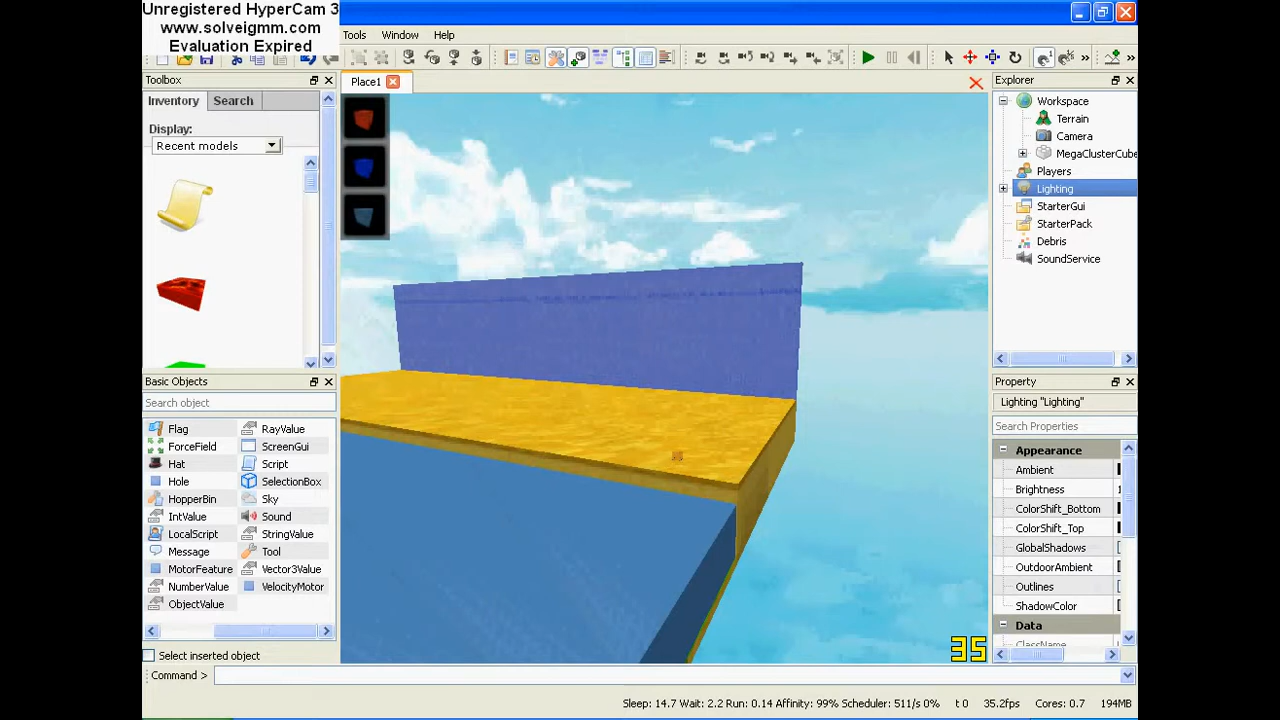 Unregistered HyperCam 3
www.solveigmm.com
Evaluation Expired
Tools Window Help
Toolbox
Place1
Explorer
Inventory Search
Display:
Recent models
Workspace
Terrain
Camera
MegaClusterCube
Players
Lighting
StarterGui
StarterPack
Debris
SoundService
Basic Objects
Search object
Flag RayValue
ForceField ScreenGui
Hat Script
Hole SelectionBox
HopperBin Sky
IntValue Sound
LocalScript StringValue
Message Tool
MotorFeature Vector3Value
NumberValue VelocityMotor
ObjectValue
Select inserted object
Property
Lighting "Lighting"
Search Properties
Appearance
Ambient
Brightness 1
ColorShift_Bottom
ColorShift_Top
GlobalShadows
OutdoorAmbient
Outlines
ShadowColor
Data
ClassName
35
Command >
Sleep: 14.7 Wait: 2.2 Run: 0.14 Affinity: 99% Scheduler: 511/s 0% t 0 35.2fps Cores: 0.7 194MB